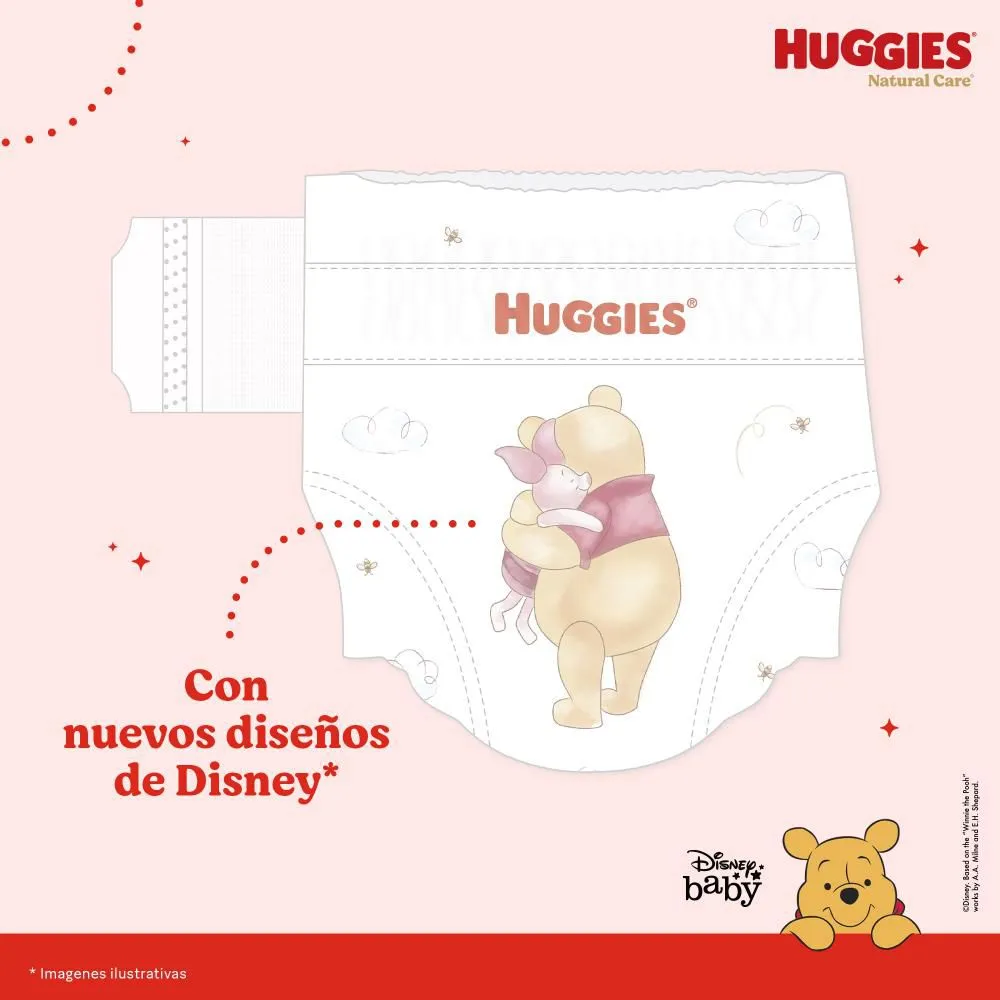 HUGGIES®
Natural Care®
HUGGIES®
Con
nuevos diseños
de Disney*
Disney
baby
©Disney. Based on the “Winnie the Pooh”
works by A.A. Milne and E.H. Shepard.
* Imagenes ilustrativas